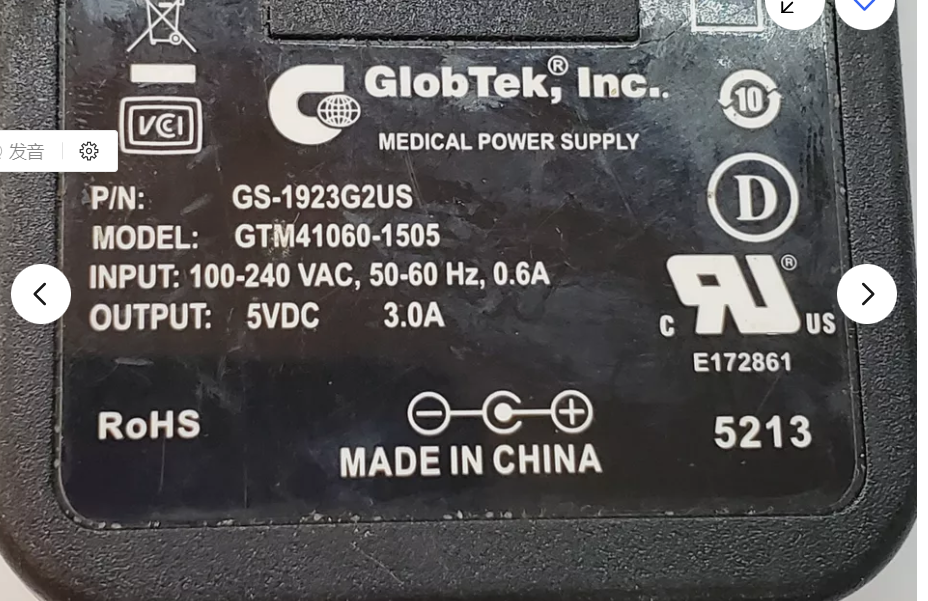 GlobTek,® Inc..
MEDICAL POWER SUPPLY
VCCI
10
发音
P/N: GS-1923G2US
MODEL: GTM41060-1505
INPUT: 100-240 VAC, 50-60 Hz, 0.6A
OUTPUT: 5VDC 3.0A
D
®
C US
E172861
RoHS
5213
MADE IN CHINA